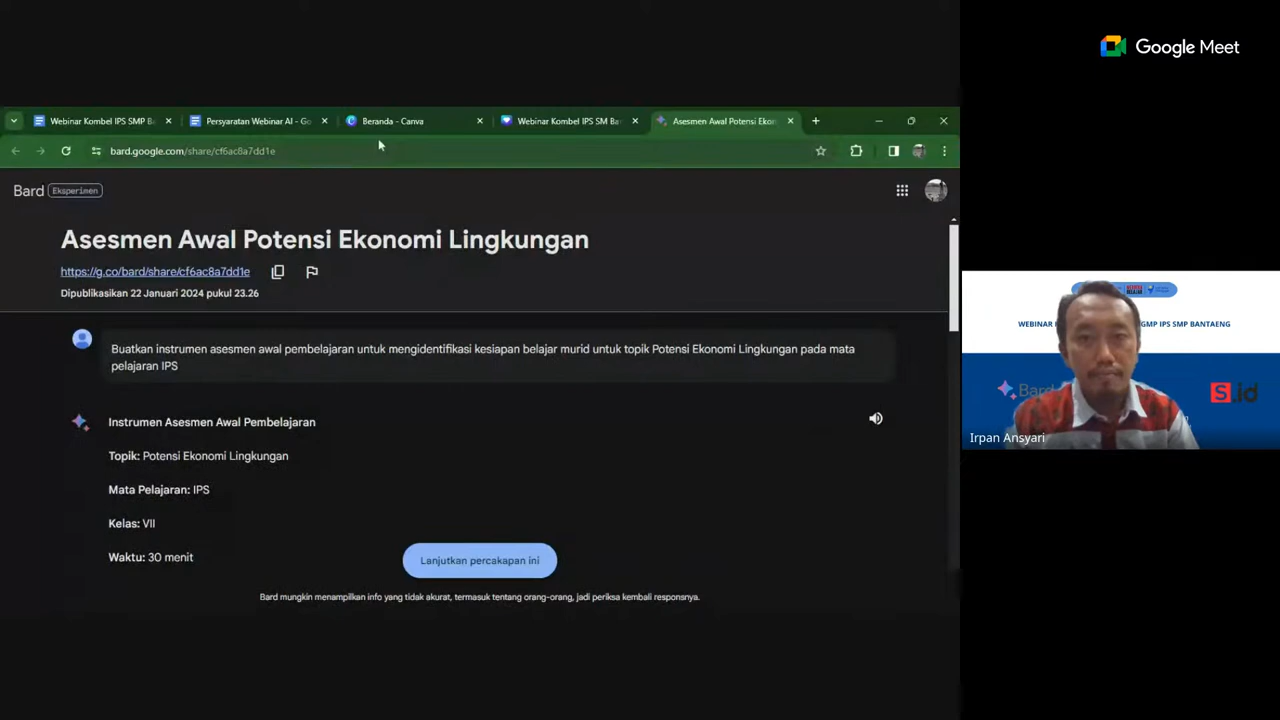 Google Meet
Webinar Kombel IPS SMP B
Persyaratan Webinar AI - Go
Beranda - Canva
Webinar Kombel IPS SM Ba
Asesmen Awal Potensi Ekon
bard.google.com/share/cf6ac8a7dd1e
Bard Eksperimen
Asesmen Awal Potensi Ekonomi Lingkungan
https://g.co/bard/share/cf6ac8a7dd1e
Dipublikasikan 22 Januari 2024 pukul 23.26
Buatkan instrumen asesmen awal pembelajaran untuk mengidentifikasi kesiapan belajar murid untuk topik Potensi Ekonomi Lingkungan pada mata
pelajaran IPS
Instrumen Asesmen Awal Pembelajaran
Topik: Potensi Ekonomi Lingkungan
Mata Pelajaran: IPS
Kelas: VII
Waktu: 30 menit
Lanjutkan percakapan ini
Bard mungkin menampilkan info yang tidak akurat, termasuk tentang orang-orang, jadi periksa kembali responsnya.
WEBINAR
GMP IPS SMP BANTAENG
Bard
S.id
Irpan Ansyari